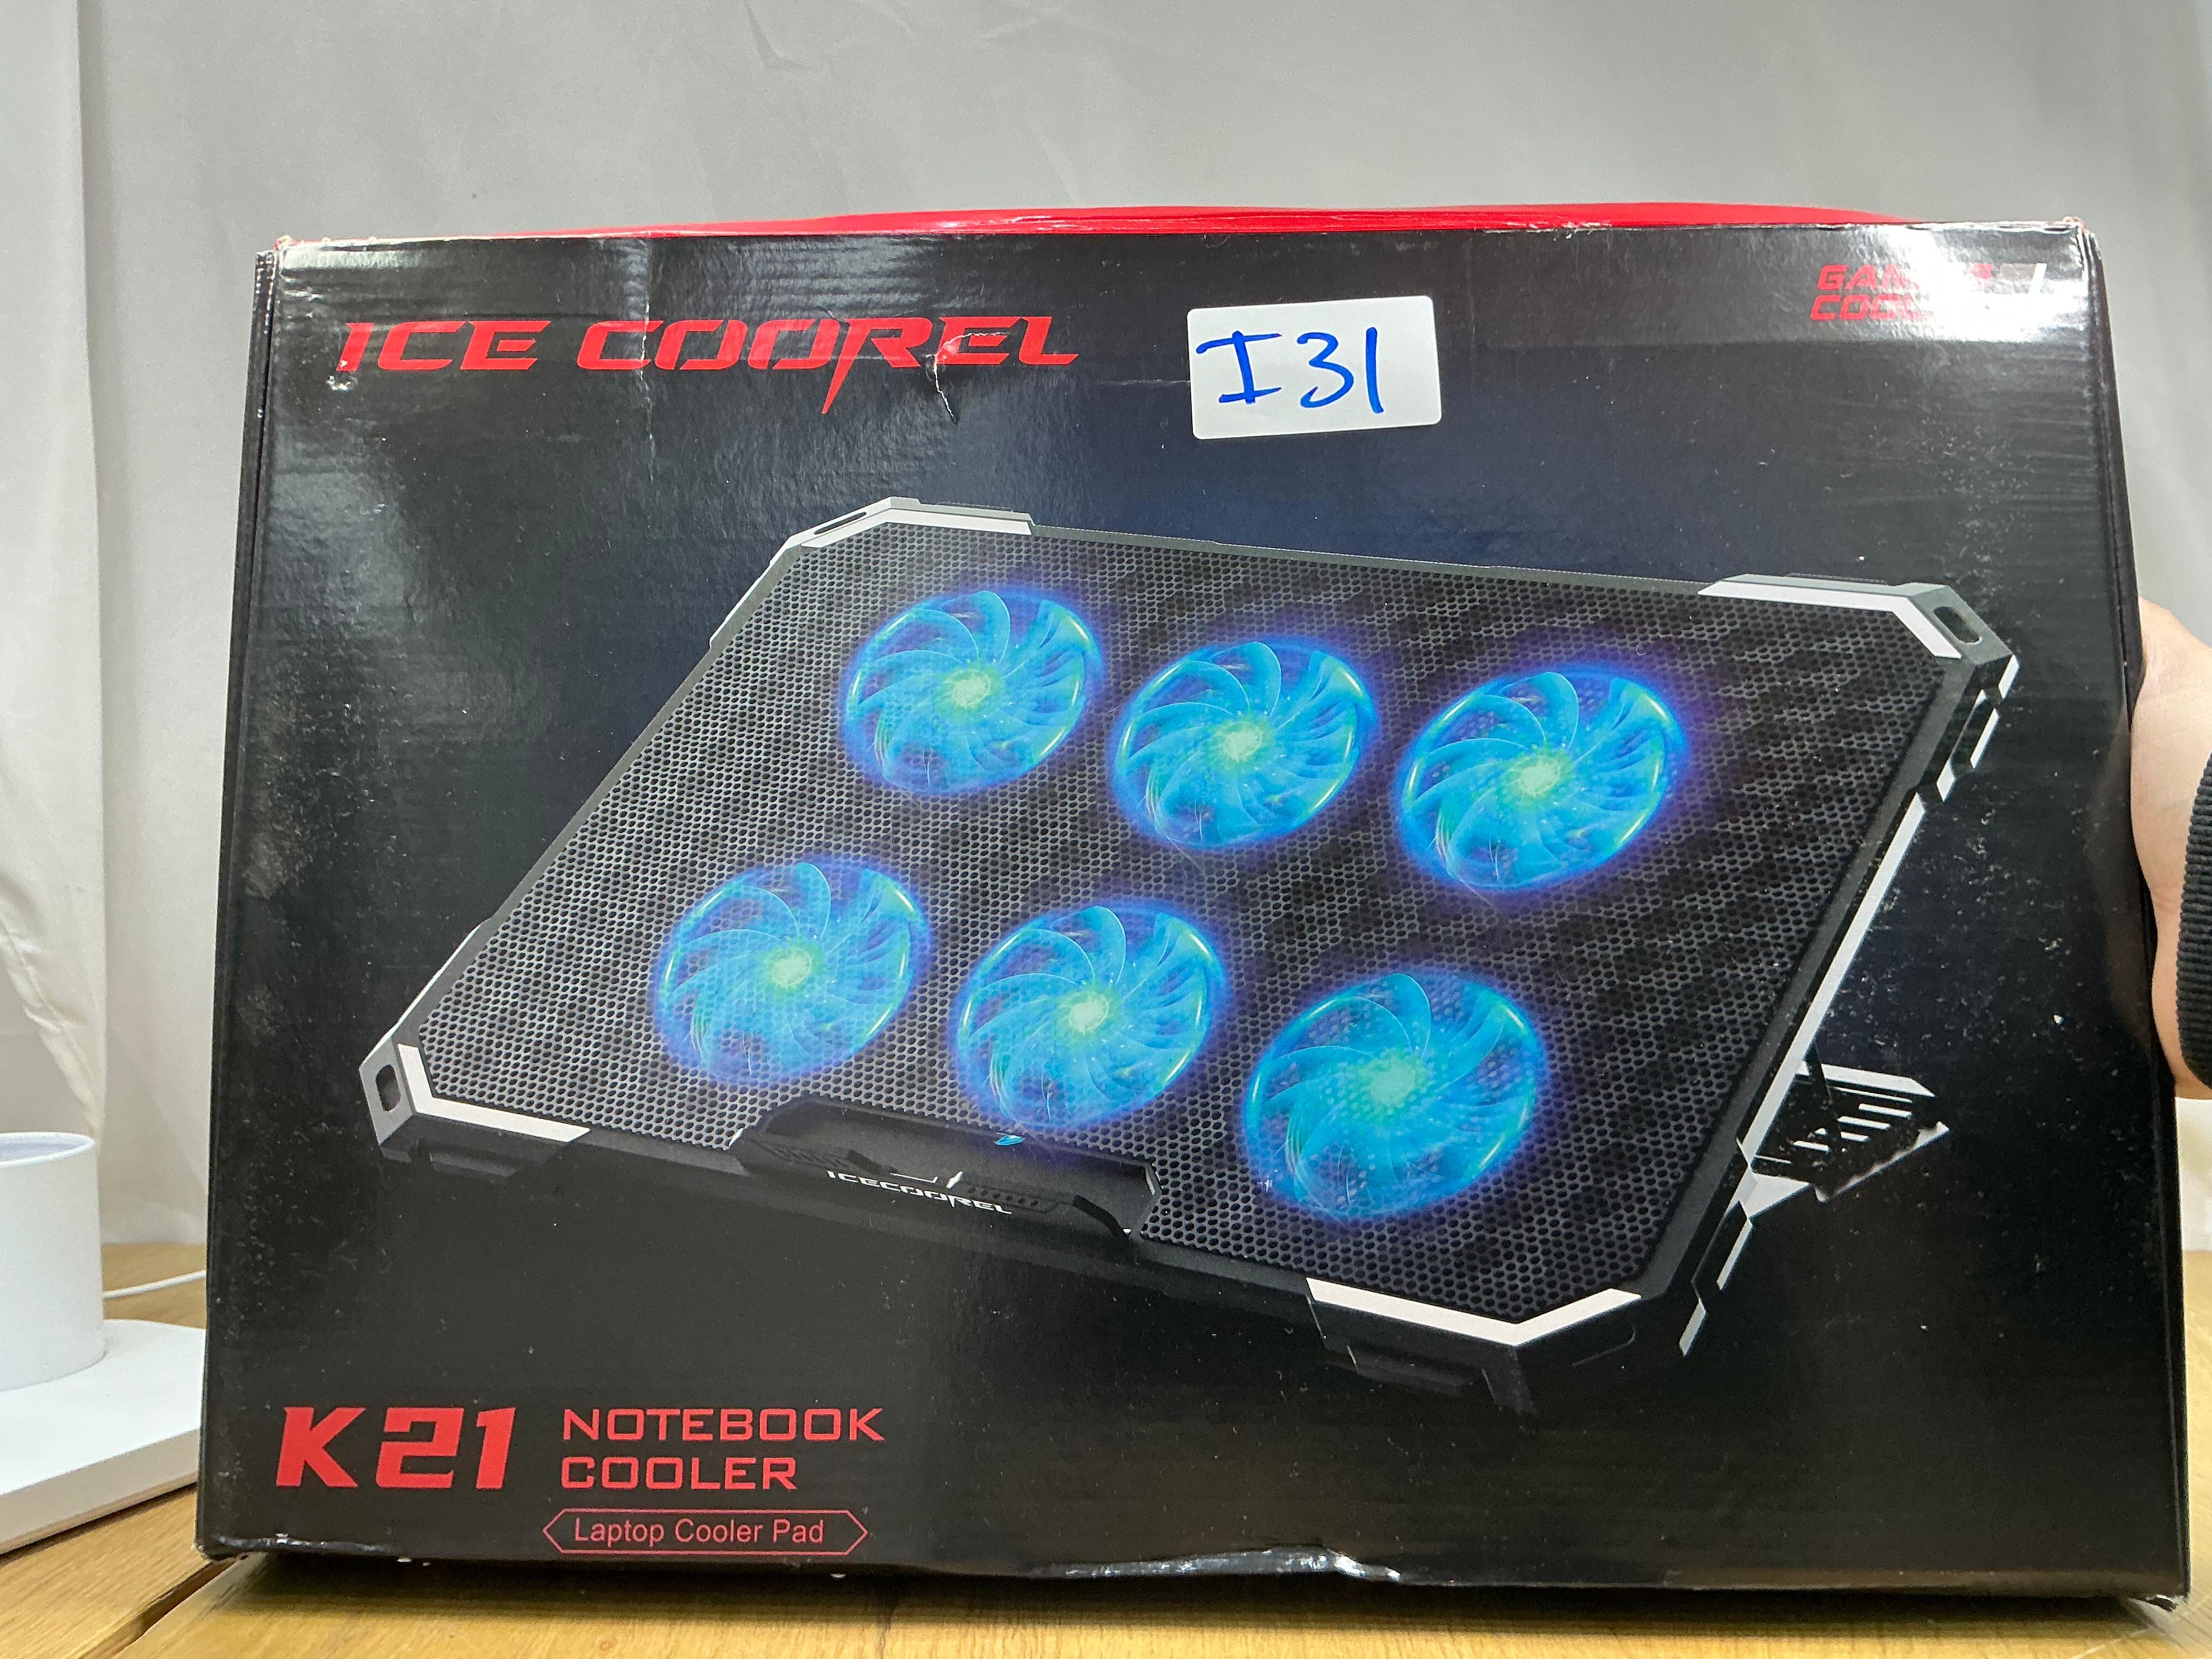 ICE COOREL
I31
ICECOOREL
K21
NOTEBOOK
COOLER
Laptop Cooler Pad